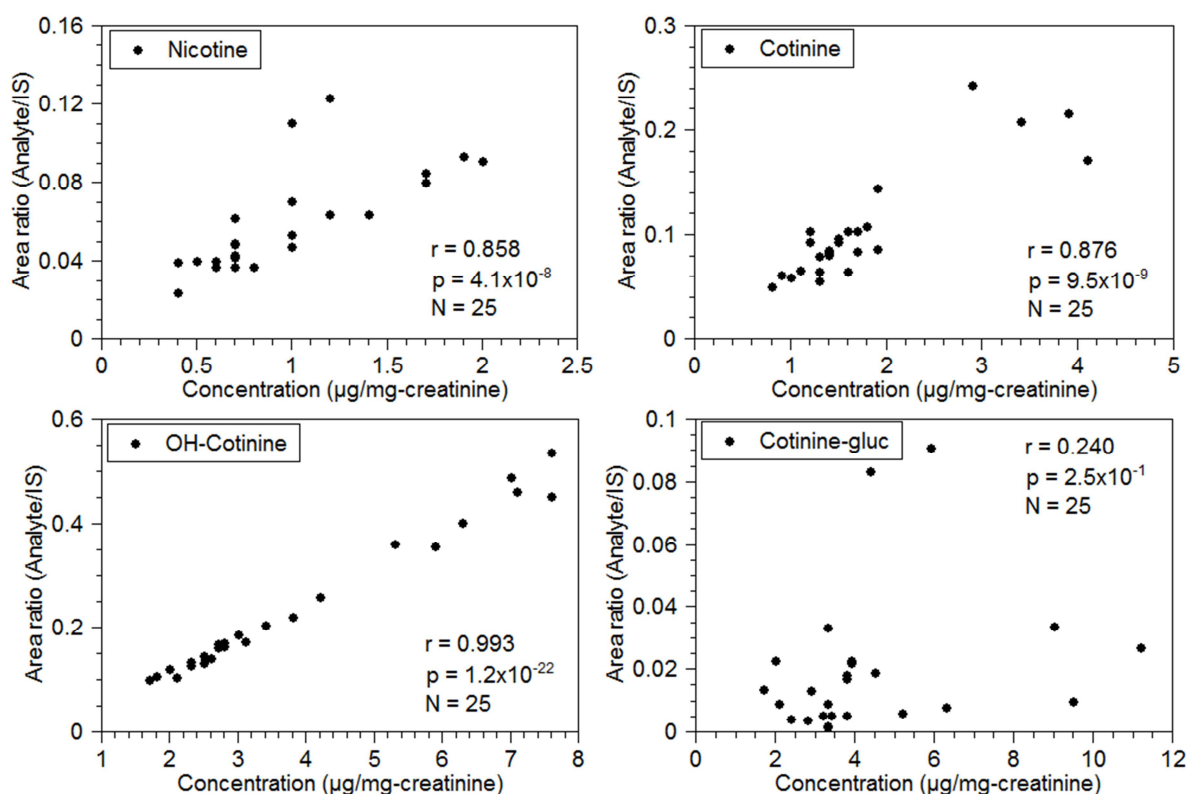 Nicotine
Area ratio (Analyte/IS)
0.16
0.12
0.08
0.04
0
r = 0.858
p = 4.1x10⁻⁸
N = 25
0.5
1
1.5
2
2.5
Concentration (µg/mg-creatinine)
Cotinine
Area ratio (Analyte/IS)
0.3
0.2
0.1
0
r = 0.876
p = 9.5x10⁻⁹
N = 25
0
1
2
3
4
5
Concentration (µg/mg-creatinine)
OH-Cotinine
Area ratio (Analyte/IS)
0.6
0.4
0.2
0
r = 0.993
p = 1.2x10⁻²²
N = 25
1
2
3
4
5
6
7
8
Concentration (µg/mg-creatinine)
Cotinine-gluc
Area ratio (Analyte/IS)
0.1
0.08
0.06
0.04
0.02
0
r = 0.240
p = 2.5x10⁻¹
N = 25
0
2
4
6
8
10
12
Concentration (µg/mg-creatinine)